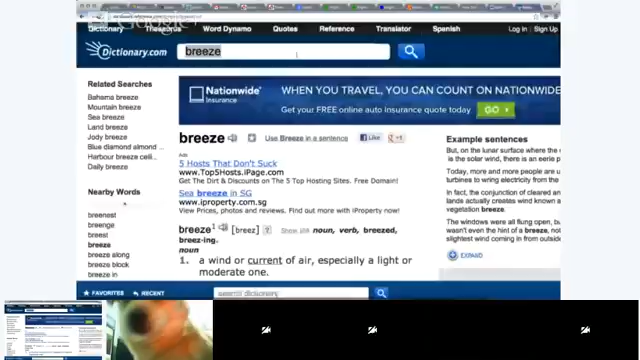 Dictionary Thesaurus Word Dynamo Quotes Reference Translator Spanish Log In Sign Up
Dictionary.com
breeze
Related Searches
Bahama breeze
Mountain breeze
Sea breeze
Land breeze
Jody breeze
Blue diamond almond ...
Harbour breeze ceili...
Daily breeze
Nearby Words
breenest
breenge
breest
breeze
breeze along
breeze block
breeze in
Nationwide
Insurance
WHEN YOU TRAVEL, YOU CAN COUNT ON NATIONWIDE
Get your FREE online auto Insurance quote today
GO
breeze
Use Breeze in a sentence
Like
+1
Ads
5 Hosts That Don't Suck
www.Top5Hosts.iPage.com
Get The Dirt & Discounts on The 5 Top Hosting Sites. Free Domain!
Sea breeze in SG
www.iproperty.com.sg
View Prices, photos and reviews. Find out more with iProperty now!
breeze1 [breez] ? Show IPA noun, verb, breezed,
breez·ing.
noun
1. a wind or current of air, especially a light or
moderate one.
Example sentences
But, on the lunar surface where the
is the solar wind, there is an eerie
Today, more and more people are
turbines to wring electricity from the
In fact, the conjunction of cleared an
lands actually creates a wind known
vegetation breeze.
The windows were all flung open, bu
wasn't even the hint of a breeze, no
slightest wind coming in from outside
EXPAND
FAVORITES
RECENT
search dictionary